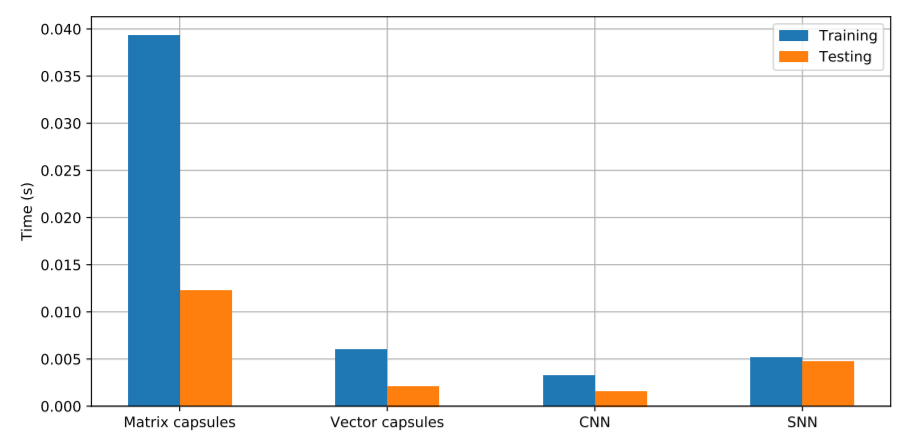 0.040
0.035
0.030
0.025
0.020
0.015
0.010
0.005
0.000
Time (s)
Training
Testing
Matrix capsules
Vector capsules
CNN
SNN